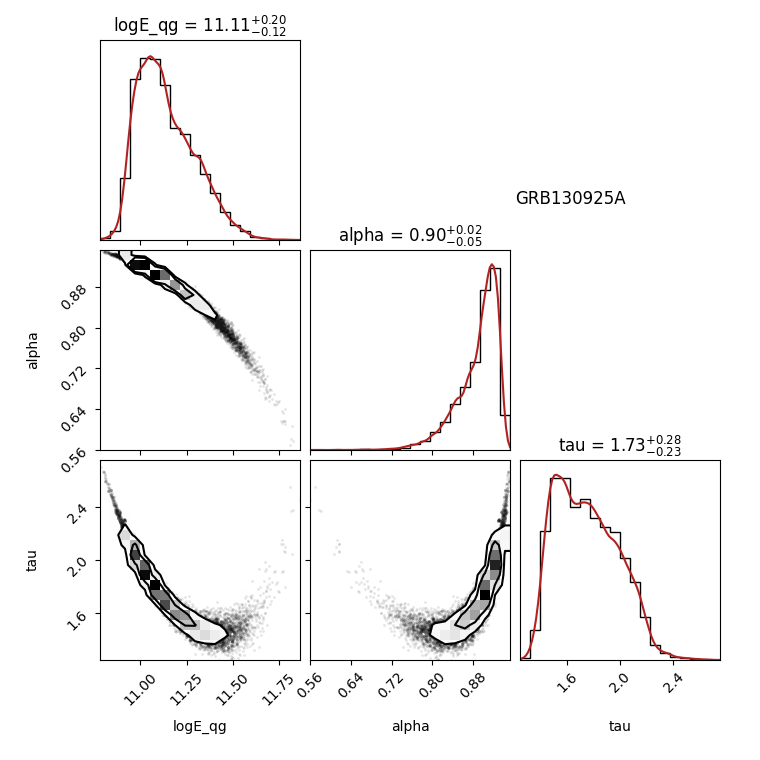 logE_qg = 11.11+0.20−0.12
GRB130925A
alpha = 0.90+0.02−0.05
alpha
0.88
0.80
0.72
0.64
0.56
tau = 1.73+0.28−0.23
tau
2.4
2.0
1.6
11.00 11.25 11.50 11.75 0.56 0.64 0.72 0.80 0.88 1.6 2.0 2.4
logE_qg alpha tau